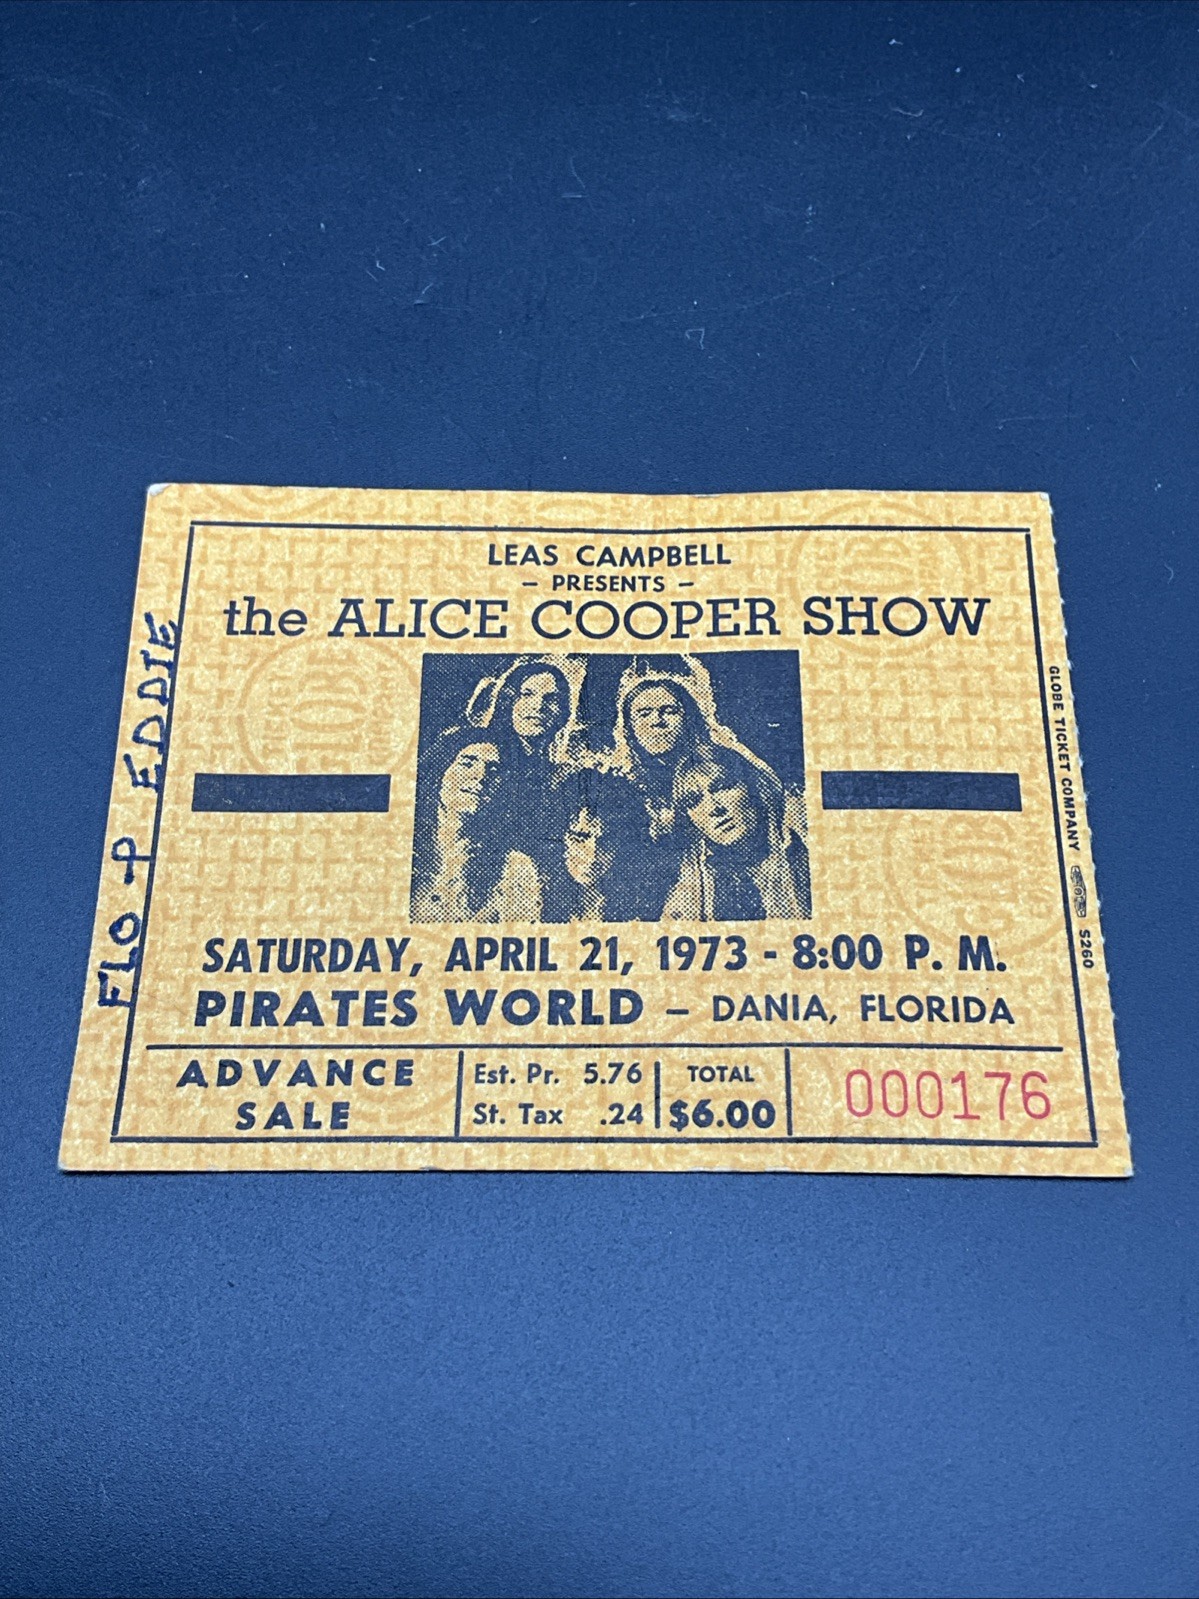 LEAS CAMPBELL
- PRESENTS -
the ALICE COOPER SHOW
SATURDAY, APRIL 21, 1973 - 8:00 P. M.
PIRATES WORLD - DANIA, FLORIDA
ADVANCE
SALE
Est. Pr. 5.76
St. Tax .24
TOTAL
$6.00
000176
FLO + EDDIE
GLOBE TICKET COMPANY S260